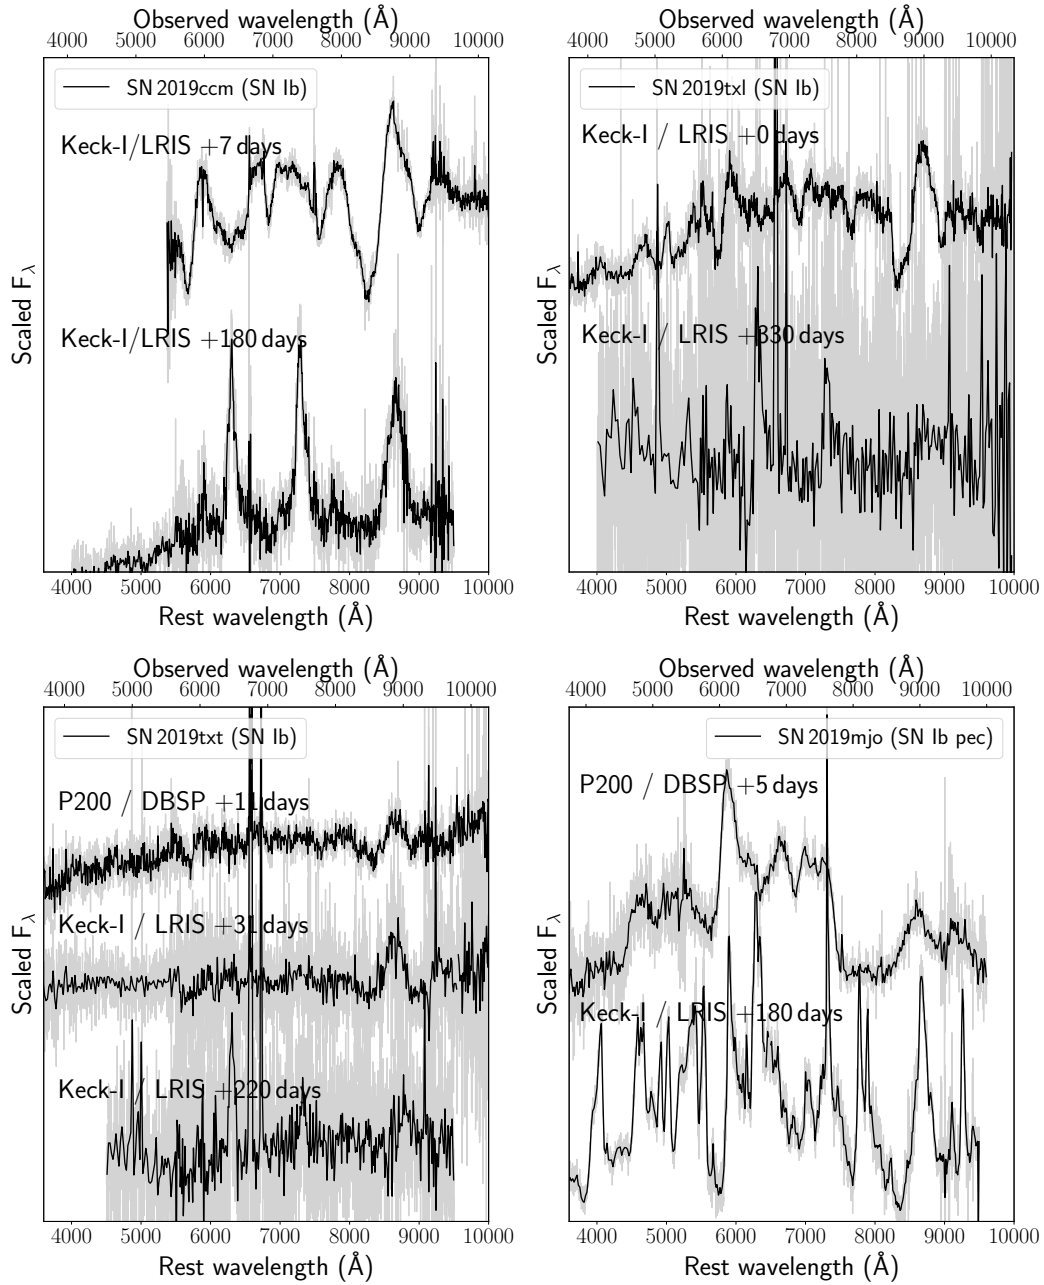 Observed wavelength (Å)
4000 5000 6000 7000 8000 9000 10000
SN 2019ccm (SN Ib)
Keck-I/LRIS +7 days
Keck-I/LRIS +180 days
Scaled F_λ
4000 5000 6000 7000 8000 9000 10000
Rest wavelength (Å)
Observed wavelength (Å)
4000 5000 6000 7000 8000 9000 10000
SN 2019txl (SN Ib)
Keck-I / LRIS +0 days
Keck-I / LRIS +330 days
Scaled F_λ
4000 5000 6000 7000 8000 9000 10000
Rest wavelength (Å)
Observed wavelength (Å)
4000 5000 6000 7000 8000 9000 10000
SN 2019txt (SN Ib)
P200 / DBSP +11 days
Keck-I / LRIS +31 days
Keck-I / LRIS +220 days
Scaled F_λ
4000 5000 6000 7000 8000 9000 10000
Rest wavelength (Å)
Observed wavelength (Å)
4000 5000 6000 7000 8000 9000 10000
SN 2019mjo (SN Ib pec)
P200 / DBSP +5 days
Keck-I / LRIS +180 days
Scaled F_λ
4000 5000 6000 7000 8000 9000 10000
Rest wavelength (Å)